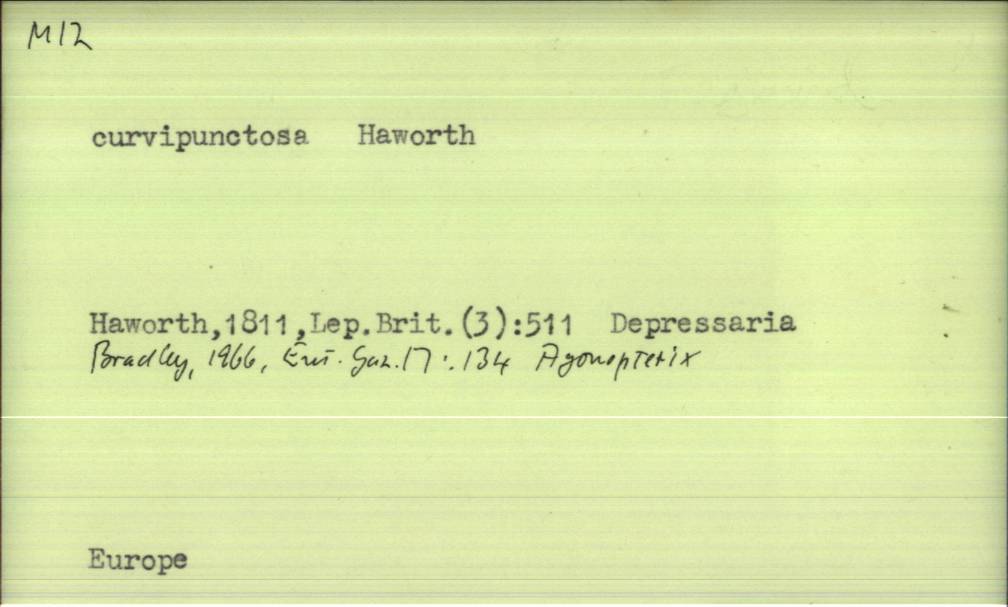 M12
curvipunctosa Haworth
Haworth,1811,Lep.Brit.(3):511 Depressaria
Bradley, 1966, Ent. Gaz. 17: 134 Agonopterix
Europe